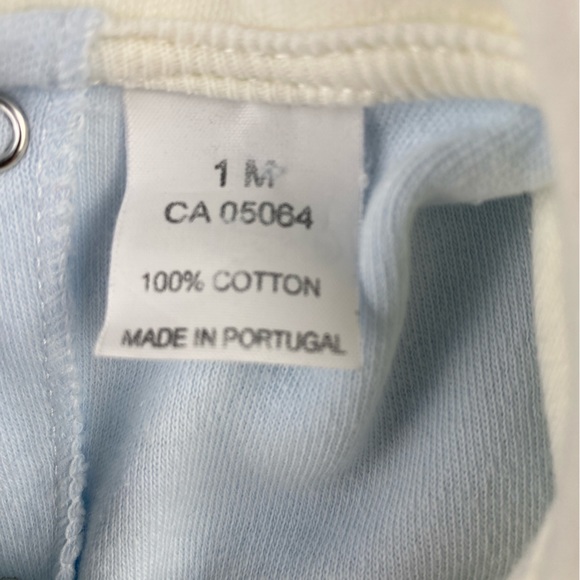 1 M
CA 05064
100% COTTON
MADE IN PORTUGAL